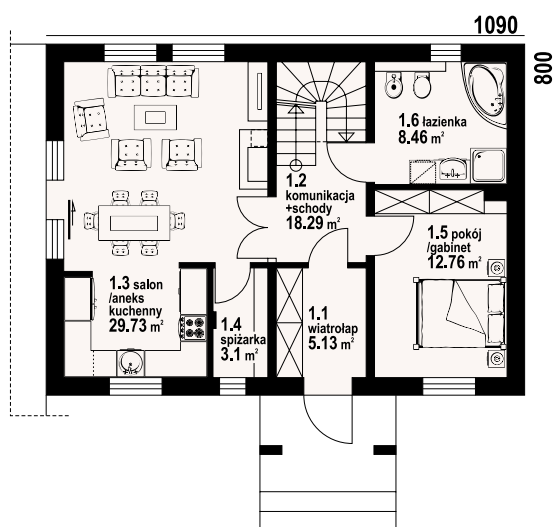 1090
800
1.6 łazienka
8.46 m²
1.2
komunikacja
+schody
18.29 m²
1.5 pokój
/gabinet
12.76 m²
1.3 salon
/aneks
kuchenny
29.73 m²
1.4
spiżarka
3.1 m²
1.1
wiatrołap
5.13 m²